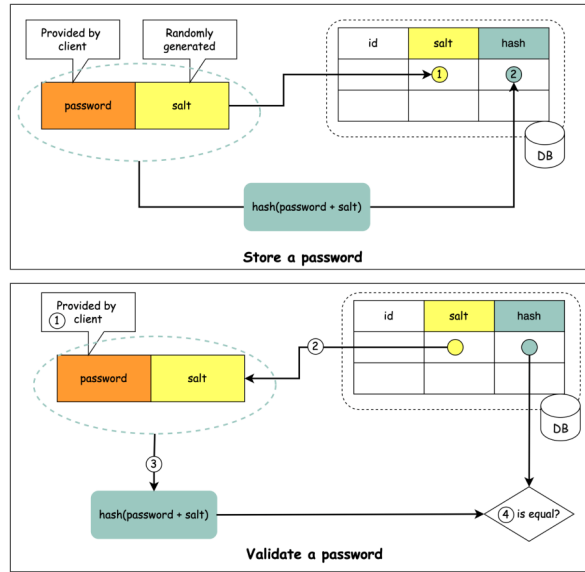 Provided by
client
Randomly
generated
id
salt
hash
password
salt
1
2
DB
hash(password + salt)
Store a password
Provided by
1 client
id
salt
hash
2
password
salt
DB
3
hash(password + salt)
4 is equal?
Validate a password